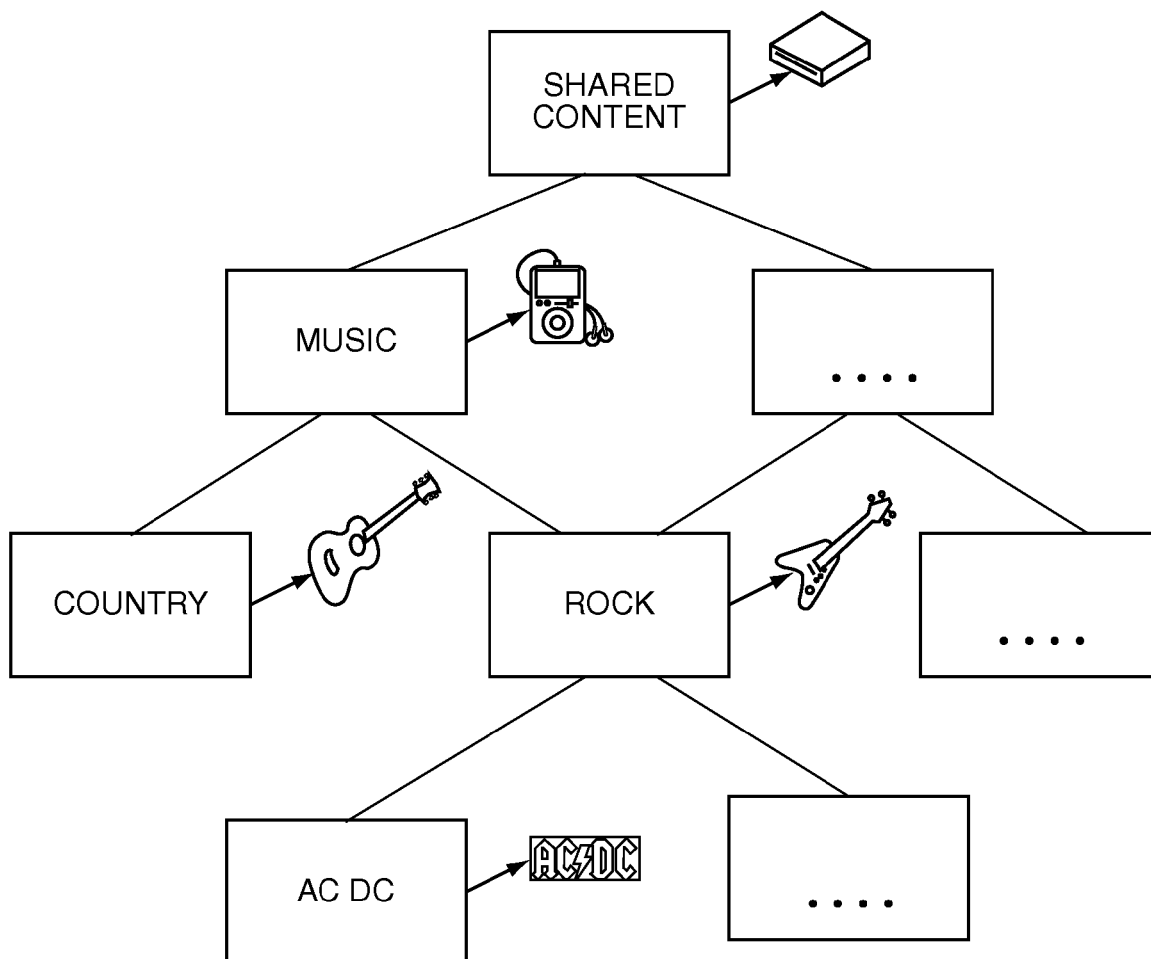 SHARED
CONTENT
MUSIC
. . . .
COUNTRY
ROCK
. . . .
AC DC
AC⚡DC
. . . .